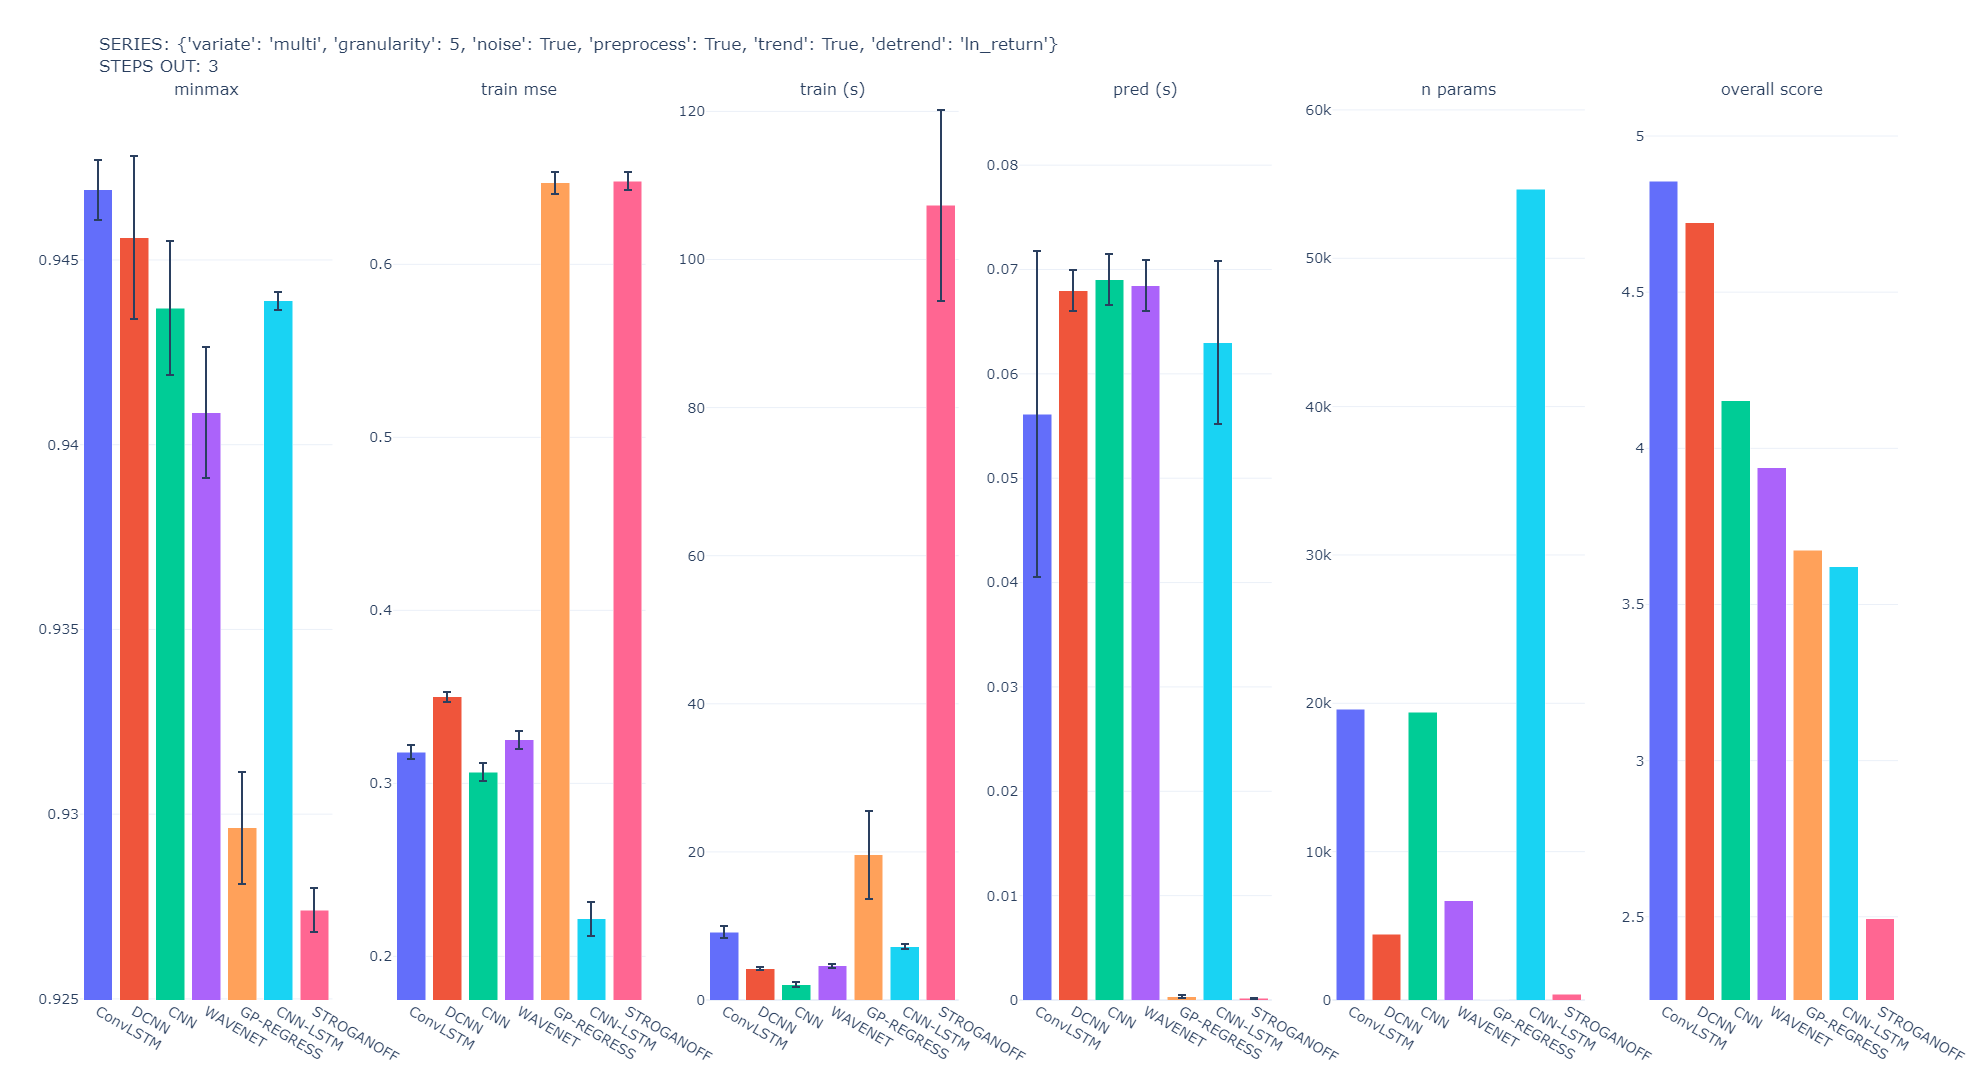 SERIES: {'variate': 'multi', 'granularity': 5, 'noise': True, 'preprocess': True, 'trend': True, 'detrend': 'ln_return'}
STEPS OUT: 3
minmax
0.945
0.94
0.935
0.93
0.925
ConvLSTM
DCNN
CNN
WAVENET
GP-REGRESS
CNN-LSTM
STROGANOFF
train mse
0.6
0.5
0.4
0.3
0.2
ConvLSTM
DCNN
CNN
WAVENET
GP-REGRESS
CNN-LSTM
STROGANOFF
train (s)
120
100
80
60
40
20
0
ConvLSTM
DCNN
CNN
WAVENET
GP-REGRESS
CNN-LSTM
STROGANOFF
pred (s)
0.08
0.07
0.06
0.05
0.04
0.03
0.02
0.01
0
ConvLSTM
DCNN
CNN
WAVENET
GP-REGRESS
CNN-LSTM
STROGANOFF
n params
60k
50k
40k
30k
20k
10k
0
ConvLSTM
DCNN
CNN
WAVENET
GP-REGRESS
CNN-LSTM
STROGANOFF
overall score
5
4.5
4
3.5
3
2.5
ConvLSTM
DCNN
CNN
WAVENET
GP-REGRESS
CNN-LSTM
STROGANOFF